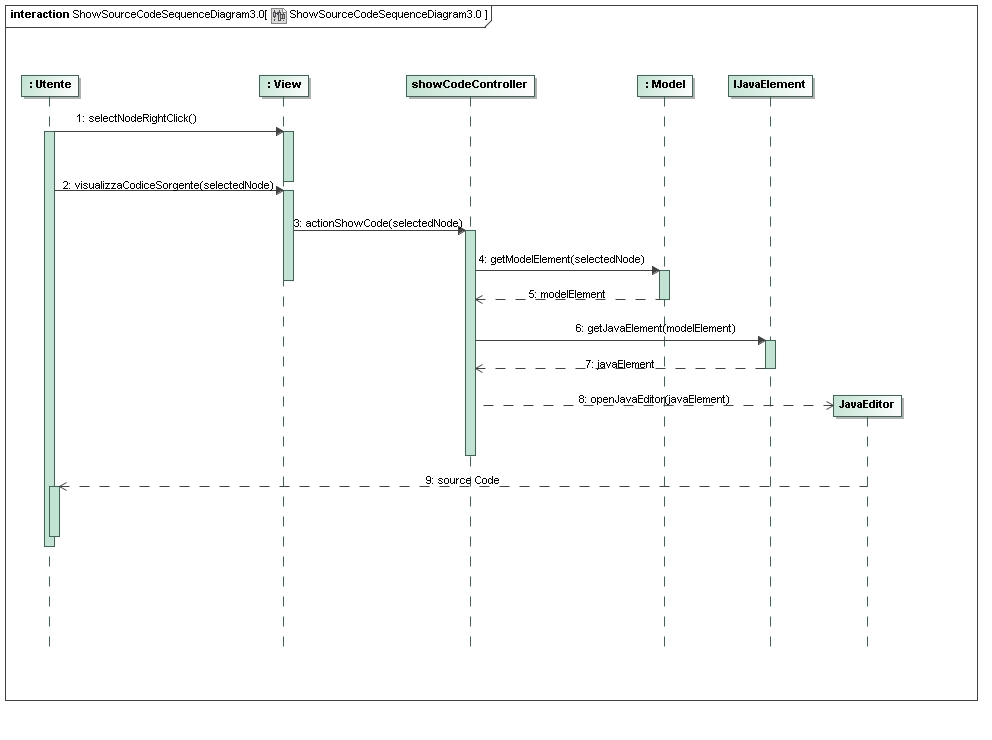 interaction ShowSourceCodeSequenceDiagram3.0[ ShowSourceCodeSequenceDiagram3.0 ]
: Utente
: View
showCodeController
: Model
IJavaElement
1: selectNodeRightClick()
2: visualizzaCodiceSorgente(selectedNode)
3: actionShowCode(selectedNode)
4: getModelElement(selectedNode)
5: modelElement
6: getJavaElement(modelElement)
7: javaElement
8: openJavaEditor(javaElement)
JavaEditor
9: source Code